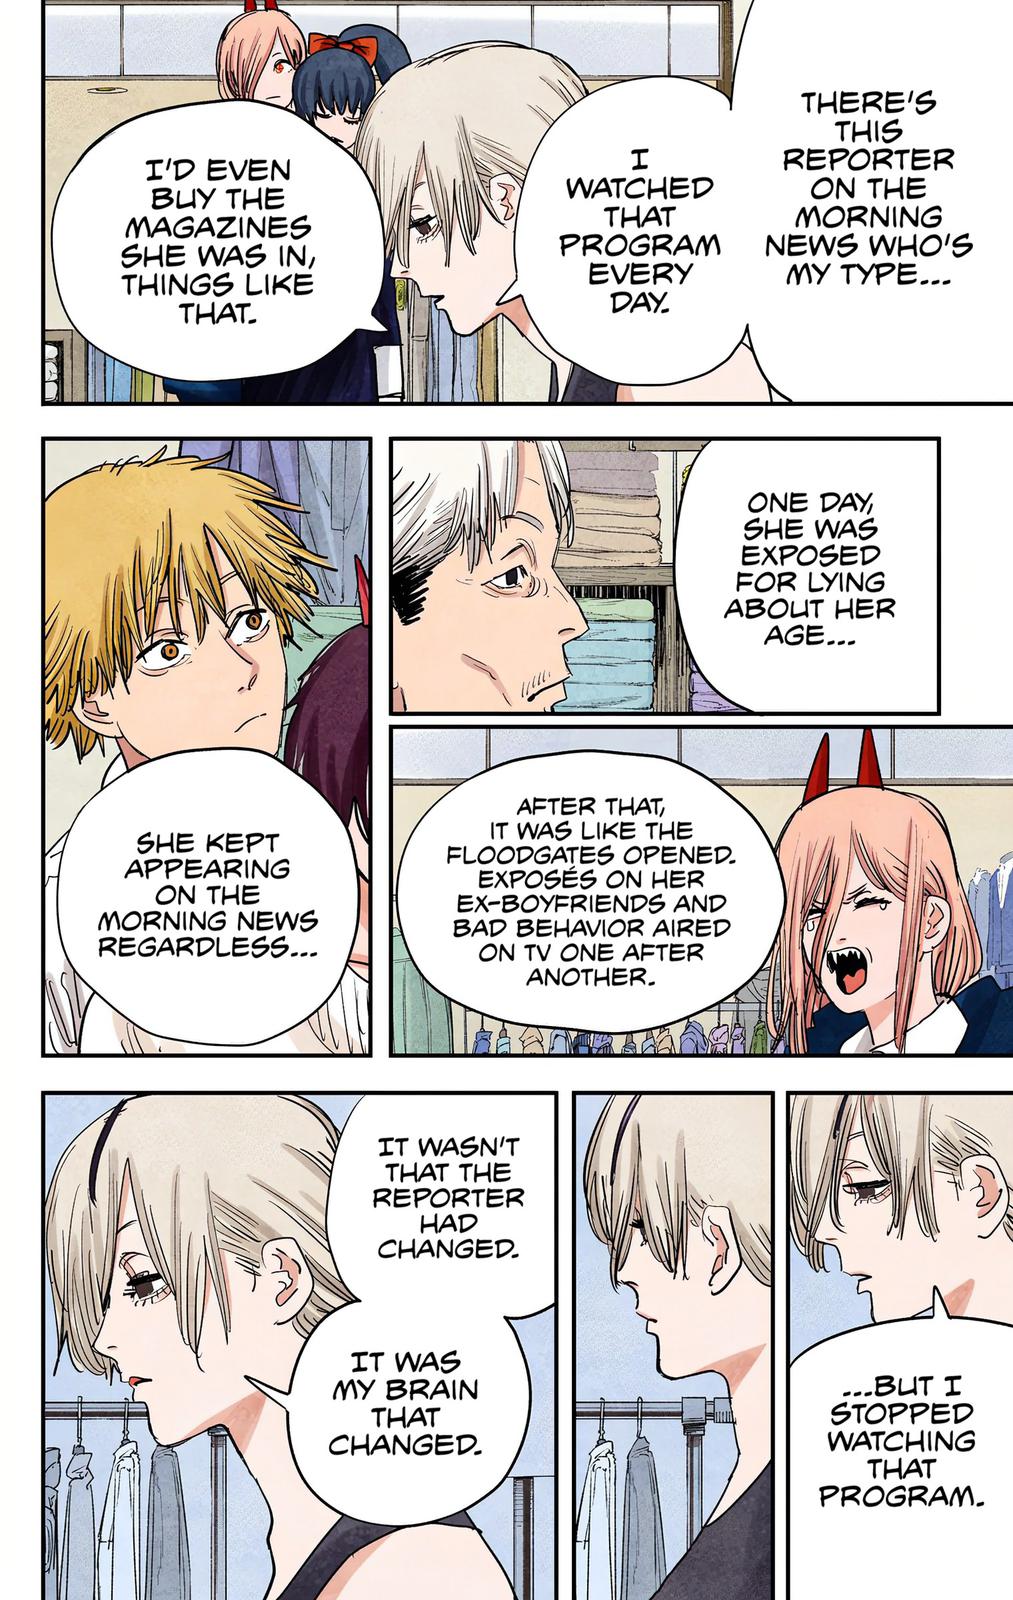 THERE'S
THIS
REPORTER
ON THE
MORNING
NEWS WHO'S
MY TYPE...
I
WATCHED
THAT
PROGRAM
EVERY
DAY.
I'D EVEN
BUY THE
MAGAZINES
SHE WAS IN,
THINGS LIKE
THAT.
ONE DAY,
SHE WAS
EXPOSED
FOR LYING
ABOUT HER
AGE...
SHE KEPT
APPEARING
ON THE
MORNING NEWS
REGARDLESS...
AFTER THAT,
IT WAS LIKE THE
FLOODGATES OPENED.
EXPOSÉS ON HER
EX-BOYFRIENDS AND
BAD BEHAVIOR AIRED
ON TV ONE AFTER
ANOTHER.
IT WASN'T
THAT THE
REPORTER
HAD
CHANGED.
IT WAS
MY BRAIN
THAT
CHANGED.
...BUT I
STOPPED
WATCHING
THAT
PROGRAM.